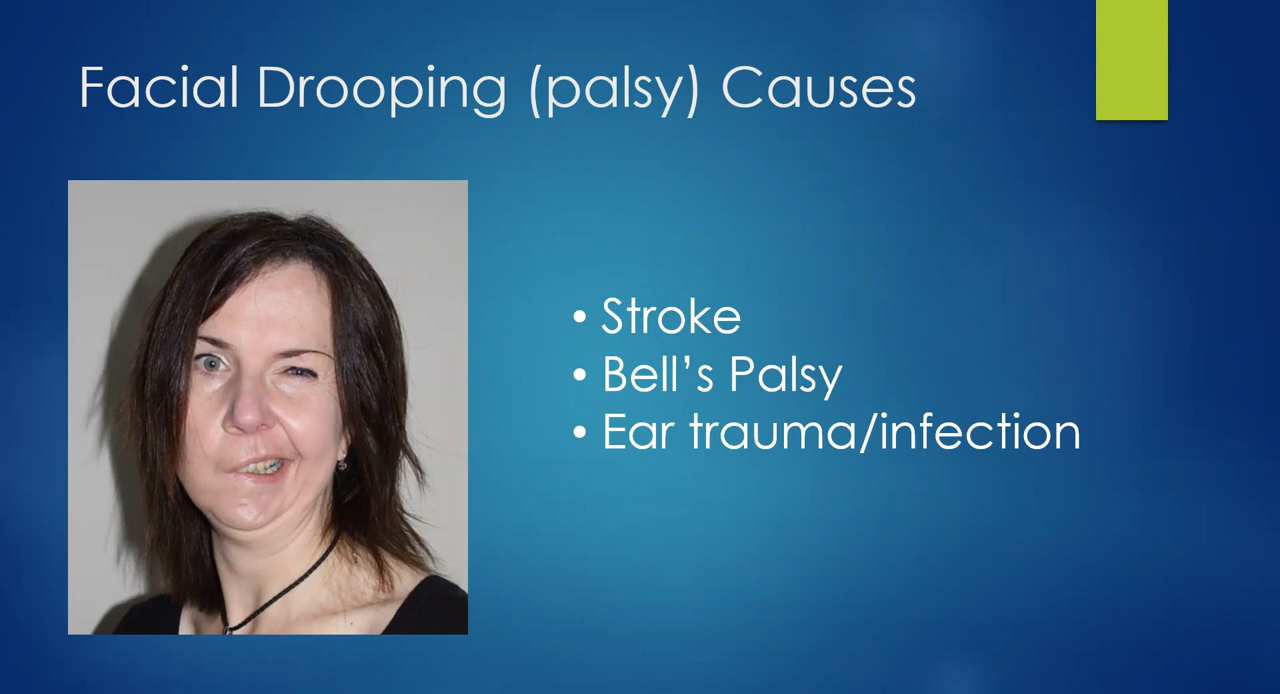 Facial Drooping (palsy) Causes
• Stroke
• Bell’s Palsy
• Ear trauma/infection